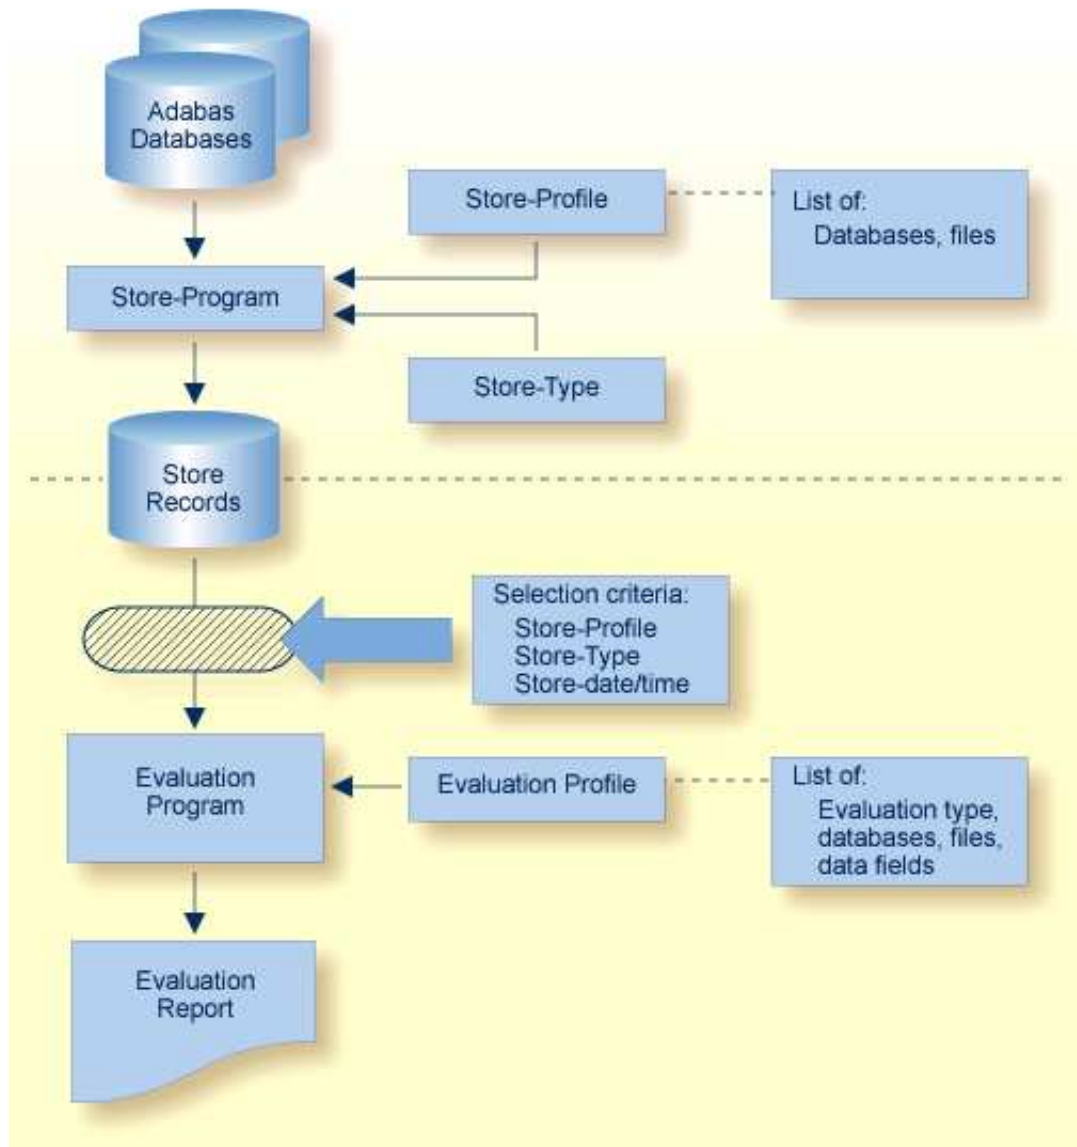 Adabas
Databases
Store-Profile
List of:
Databases, files
Store-Program
Store-Type
Store
Records
Selection criteria:
Store-Profile
Store-Type
Store-date/time
Evaluation
Program
Evaluation Profile
List of:
Evaluation type,
databases, files,
data fields
Evaluation
Report